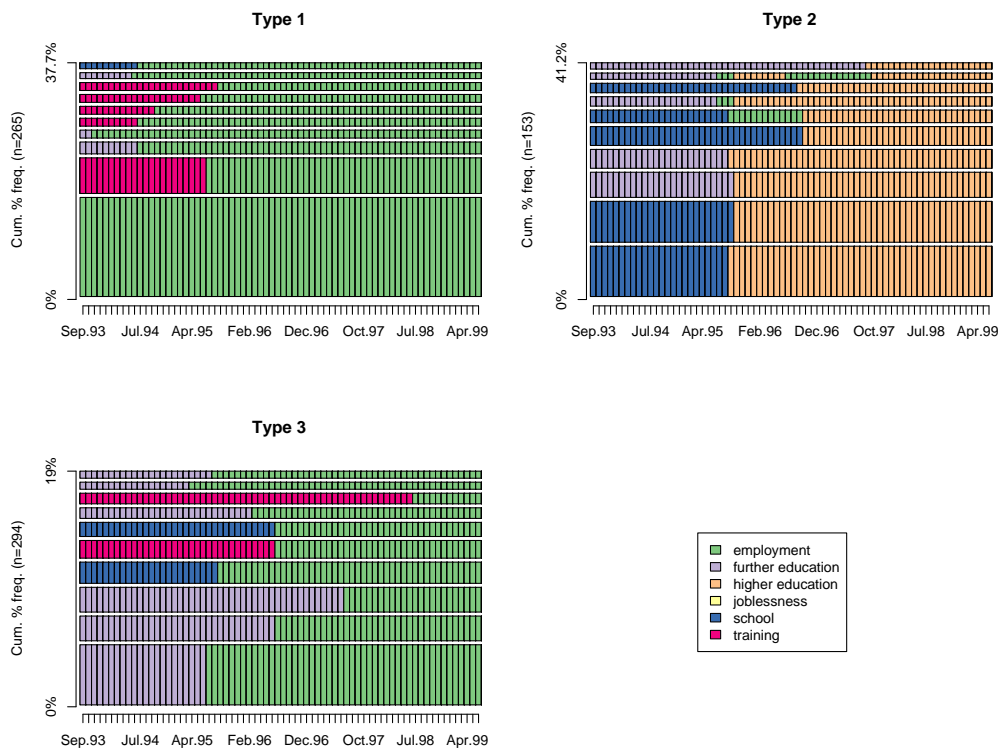 Type 1
Cum. % freq. (n=265)
37.7%
0%
Sep.93 Jul.94 Apr.95 Feb.96 Dec.96 Oct.97 Jul.98 Apr.99
Type 2
Cum. % freq. (n=153)
41.2%
0%
Sep.93 Jul.94 Apr.95 Feb.96 Dec.96 Oct.97 Jul.98 Apr.99
Type 3
Cum. % freq. (n=294)
19%
0%
Sep.93 Jul.94 Apr.95 Feb.96 Dec.96 Oct.97 Jul.98 Apr.99
employment
further education
higher education
joblessness
school
training